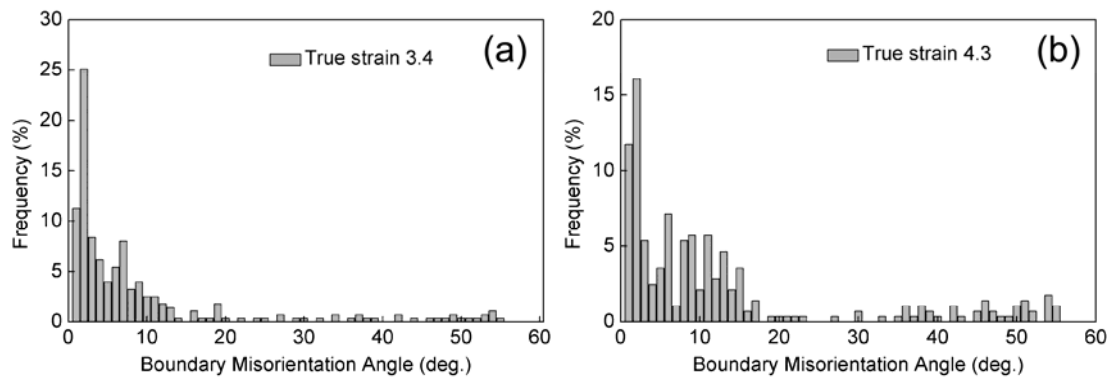 30
25
20
15
10
5
0
Frequency (%)
True strain 3.4
(a)
0 10 20 30 40 50 60
Boundary Misorientation Angle (deg.)
20
15
10
5
0
Frequency (%)
True strain 4.3
(b)
0 10 20 30 40 50 60
Boundary Misorientation Angle (deg.)